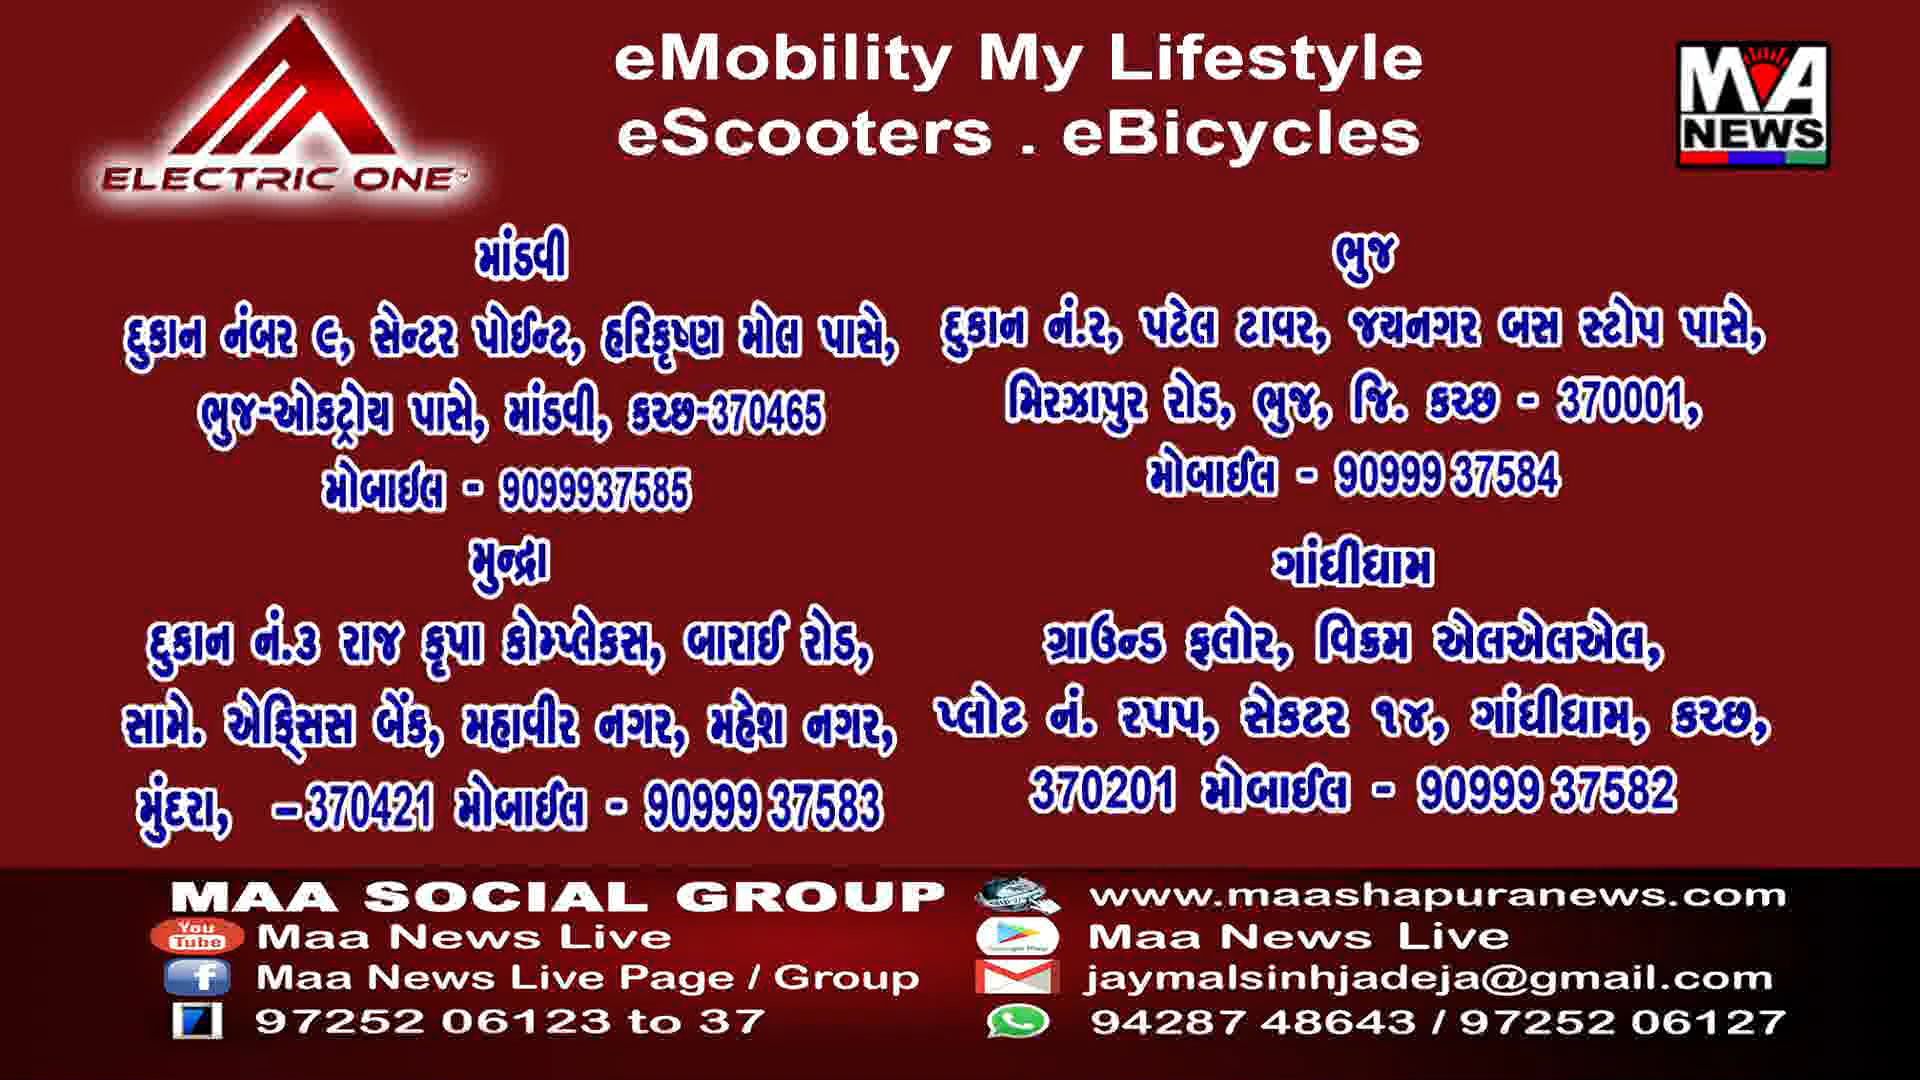 ELECTRIC ONE
eMobility My Lifestyle
eScooters . eBicycles
MAA
NEWS
માંડવી
દુકાન નંબર ૯, સેન્ટર પોઈન્ટ, હરિકૃષ્ણ મોલ પાસે,
ભુજ-ઓકટ્રોય પાસે, માંડવી, કચ્છ-370465
મોબાઈલ - 9099937585
ભુજ
દુકાન નં.૨, પટેલ ટાવર, જયનગર બસ સ્ટોપ પાસે,
મિરઝાપુર રોડ, ભુજ, જિ. કચ્છ - 370001,
મોબાઈલ - 90999 37584
મુન્દ્રા
દુકાન નં.૩ રાજ કૃપા કોમ્પ્લેકસ, બારાઈ રોડ,
સામે. એફિસસ બેંક, મહાવીર નગર, મહેશ નગર,
મુંદરા, –370421 મોબાઈલ - 90999 37583
ગાંધીધામ
ગ્રાઉન્ડ ફલોર, વિક્રમ એલએલએલ,
પ્લોટ નં. ૨૫૫, સેકટર ૧૪, ગાંધીધામ, કચ્છ,
370201 મોબાઈલ - 90999 37582
MAA SOCIAL GROUP
You Tube Maa News Live
f Maa News Live Page / Group
97252 06123 to 37
www.maashapuranews.com
Maa News Live
jaymalsinhjadeja@gmail.com
94287 48643 / 97252 06127